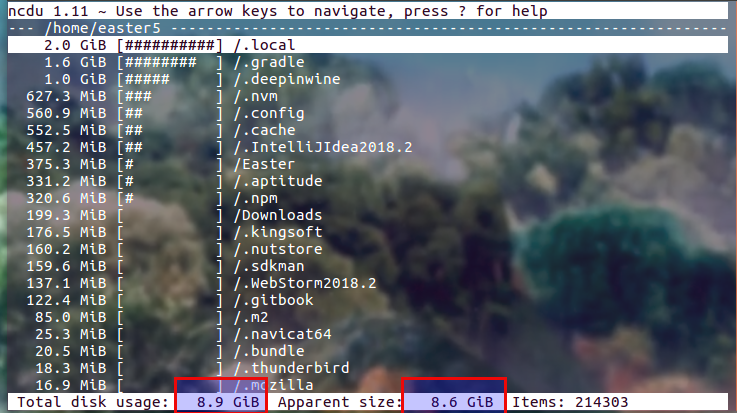 ncdu 1.11 ~ Use the arrow keys to navigate, press ? for help
--- /home/easter5 -----------------------------------------------------------
2.0 GiB [##########] /.local
1.6 GiB [######## ] /.gradle
1.0 GiB [##### ] /.deepinwine
627.3 MiB [### ] /.nvm
560.9 MiB [## ] /.config
552.5 MiB [## ] /.cache
457.2 MiB [## ] /.IntelliJIdea2018.2
375.3 MiB [# ] /Easter
331.2 MiB [# ] /.aptitude
320.6 MiB [# ] /.npm
199.3 MiB [ ] /Downloads
176.5 MiB [ ] /.kingsoft
160.2 MiB [ ] /.nutstore
159.6 MiB [ ] /.sdkman
137.1 MiB [ ] /.WebStorm2018.2
122.4 MiB [ ] /.gitbook
85.0 MiB [ ] /.m2
25.3 MiB [ ] /.navicat64
20.5 MiB [ ] /.bundle
18.3 MiB [ ] /.thunderbird
16.9 MiB [ ] /.mozilla
Total disk usage: 8.9 GiB Apparent size: 8.6 GiB Items: 214303